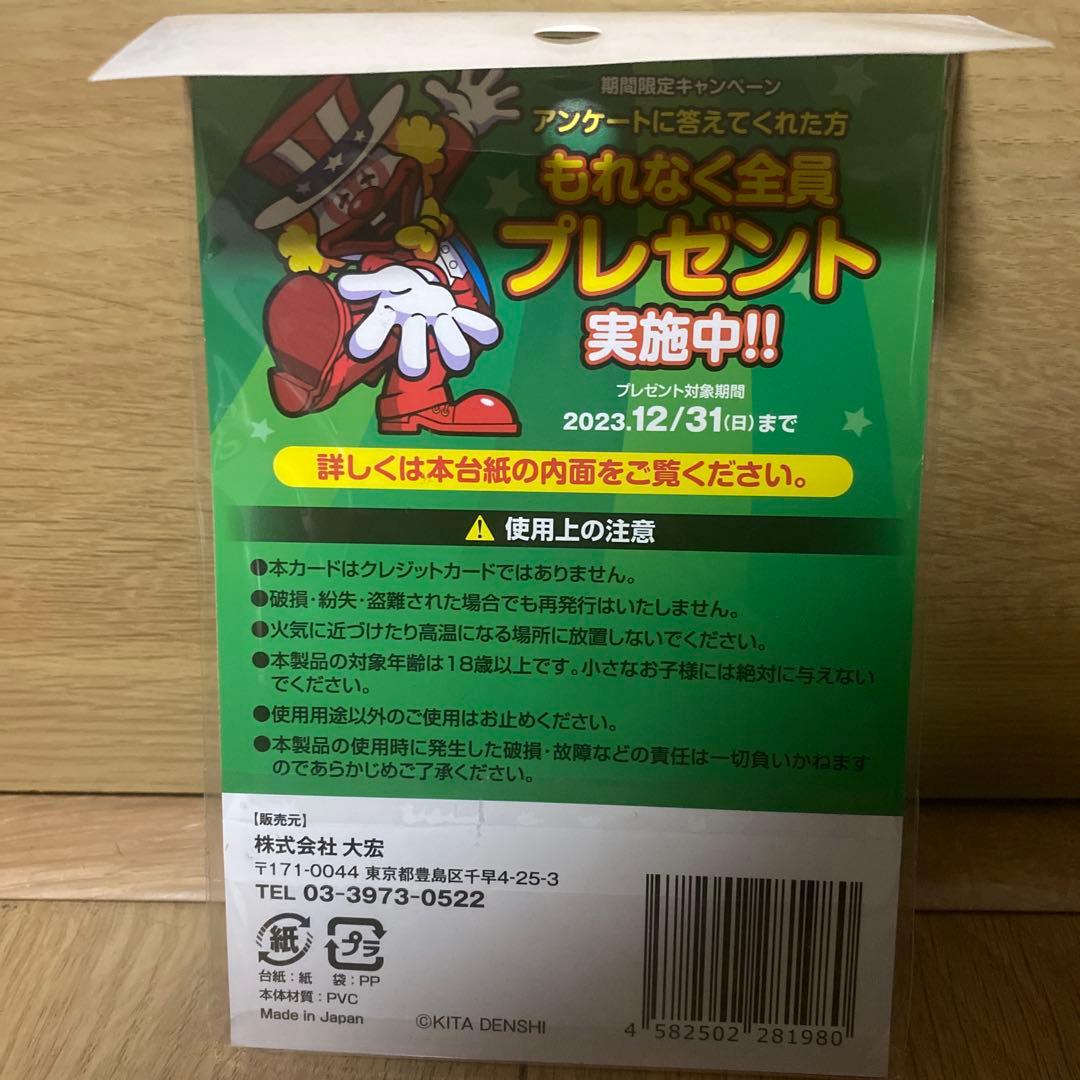 期間限定キャンペーン
アンケートに答えてくれた方
もれなく全員
プレゼント
実施中!!
プレゼント対象期間
2023.12/31(日)まで
詳しくは本台紙の内面をご覧ください。
使用上の注意
●本カードはクレジットカードではありません。
●破損・紛失・盗難された場合でも再発行はいたしません。
●火気に近づけたり高温になる場所に放置しないでください。
●本製品の対象年齢は18歳以上です。小さなお子様には絶対に与えない
でください。
●使用用途以外のご使用はお止めください。
●本製品の使用時に発生した破損・故障などの責任は一切負いかねます
のであらかじめご了承ください。
【販売元】
株式会社 大宏
〒171-0044 東京都豊島区千早4-25-3
TEL 03-3973-0522
紙 プラ
台紙：紙 袋：PP
本体材質：PVC
Made in Japan
©KITA DENSHI
4 582502 281980